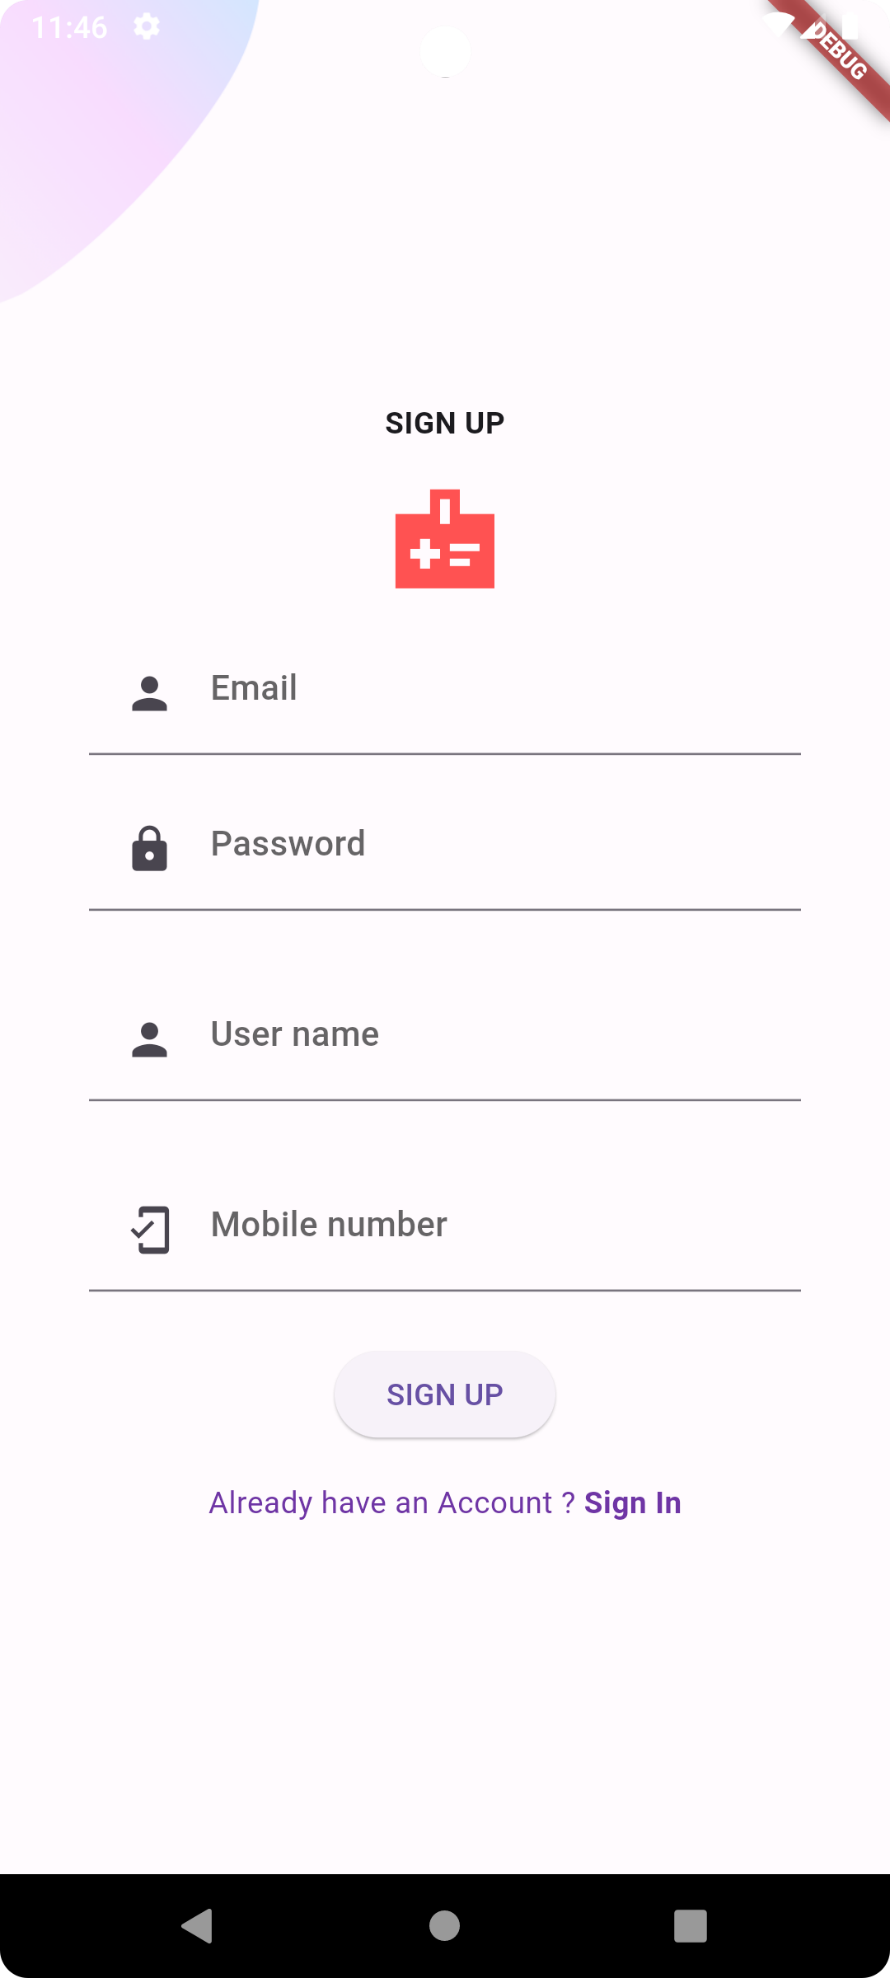 11:46
DEBUG
SIGN UP
Email
Password
User name
Mobile number
SIGN UP
Already have an Account ? Sign In